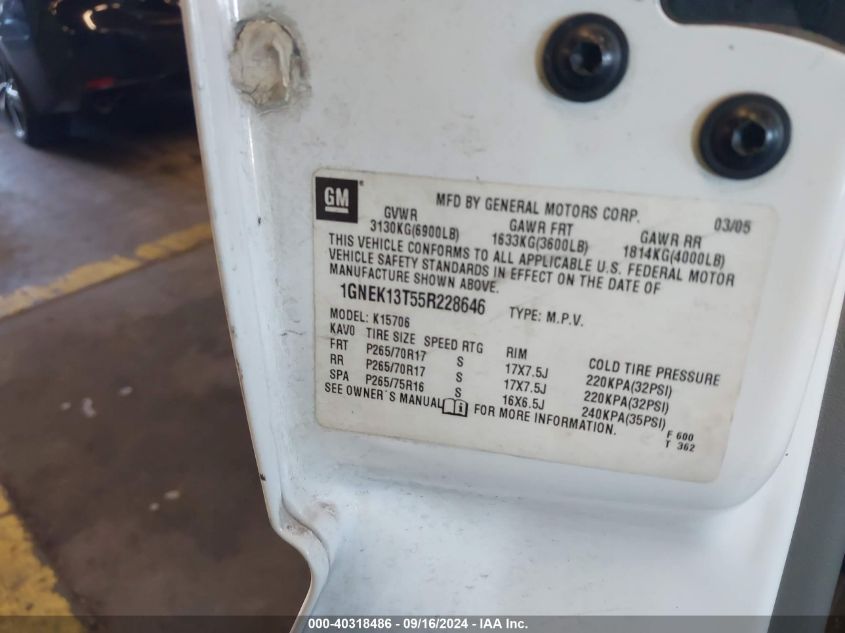 GM ®
MFD BY GENERAL MOTORS CORP. 03/05
GVWR GAWR FRT GAWR RR
3130KG(6900LB) 1633KG(3600LB) 1814KG(4000LB)
THIS VEHICLE CONFORMS TO ALL APPLICABLE U.S. FEDERAL MOTOR
VEHICLE SAFETY STANDARDS IN EFFECT ON THE DATE OF
MANUFACTURE SHOWN ABOVE.
1GNEK13T55R228646 TYPE: M.P.V.
MODEL: K15706
KAVO TIRE SIZE SPEED RTG RIM COLD TIRE PRESSURE
FRT P265/70R17 S 17X7.5J 220KPA(32PSI)
RR P265/70R17 S 17X7.5J 220KPA(32PSI)
SPA P265/75R16 S 16X6.5J 240KPA(35PSI)
SEE OWNER'S MANUAL FOR MORE INFORMATION.
F 600
T 362
000-40318486 - 09/16/2024 - IAA Inc.